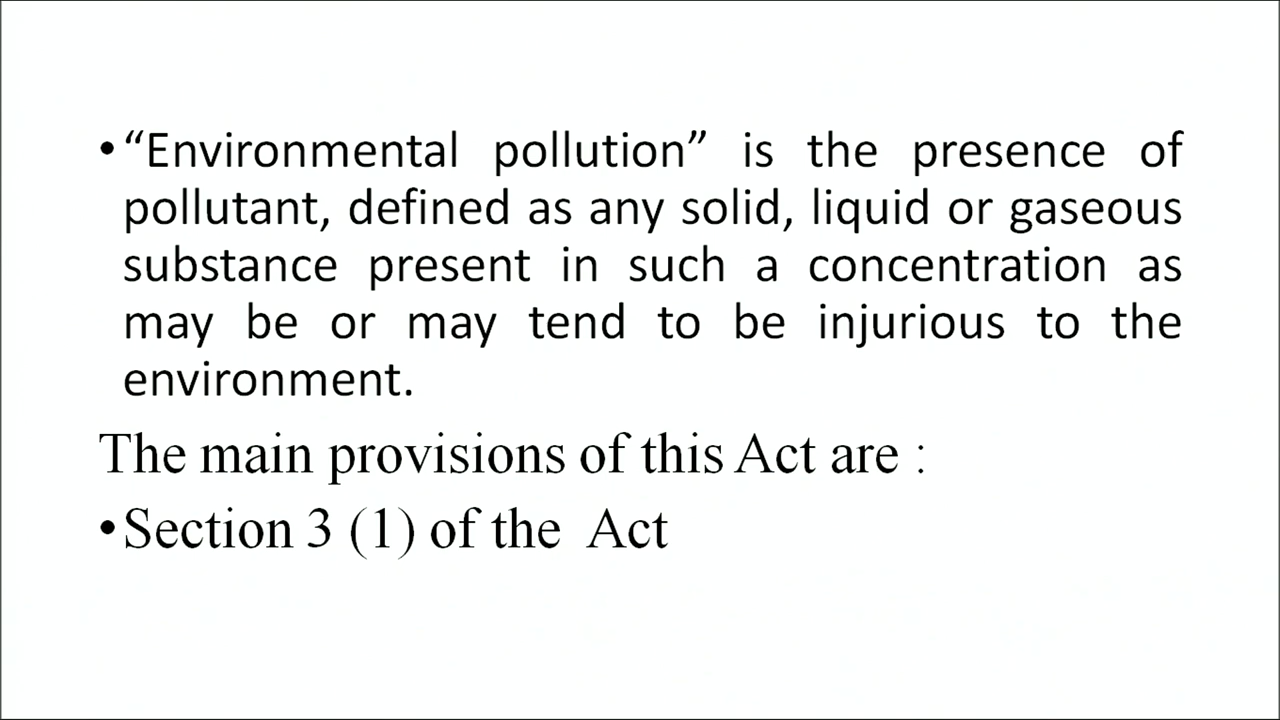 • “Environmental pollution” is the presence of
pollutant, defined as any solid, liquid or gaseous
substance present in such a concentration as
may be or may tend to be injurious to the
environment.
The main provisions of this Act are :
• Section 3 (1) of the Act